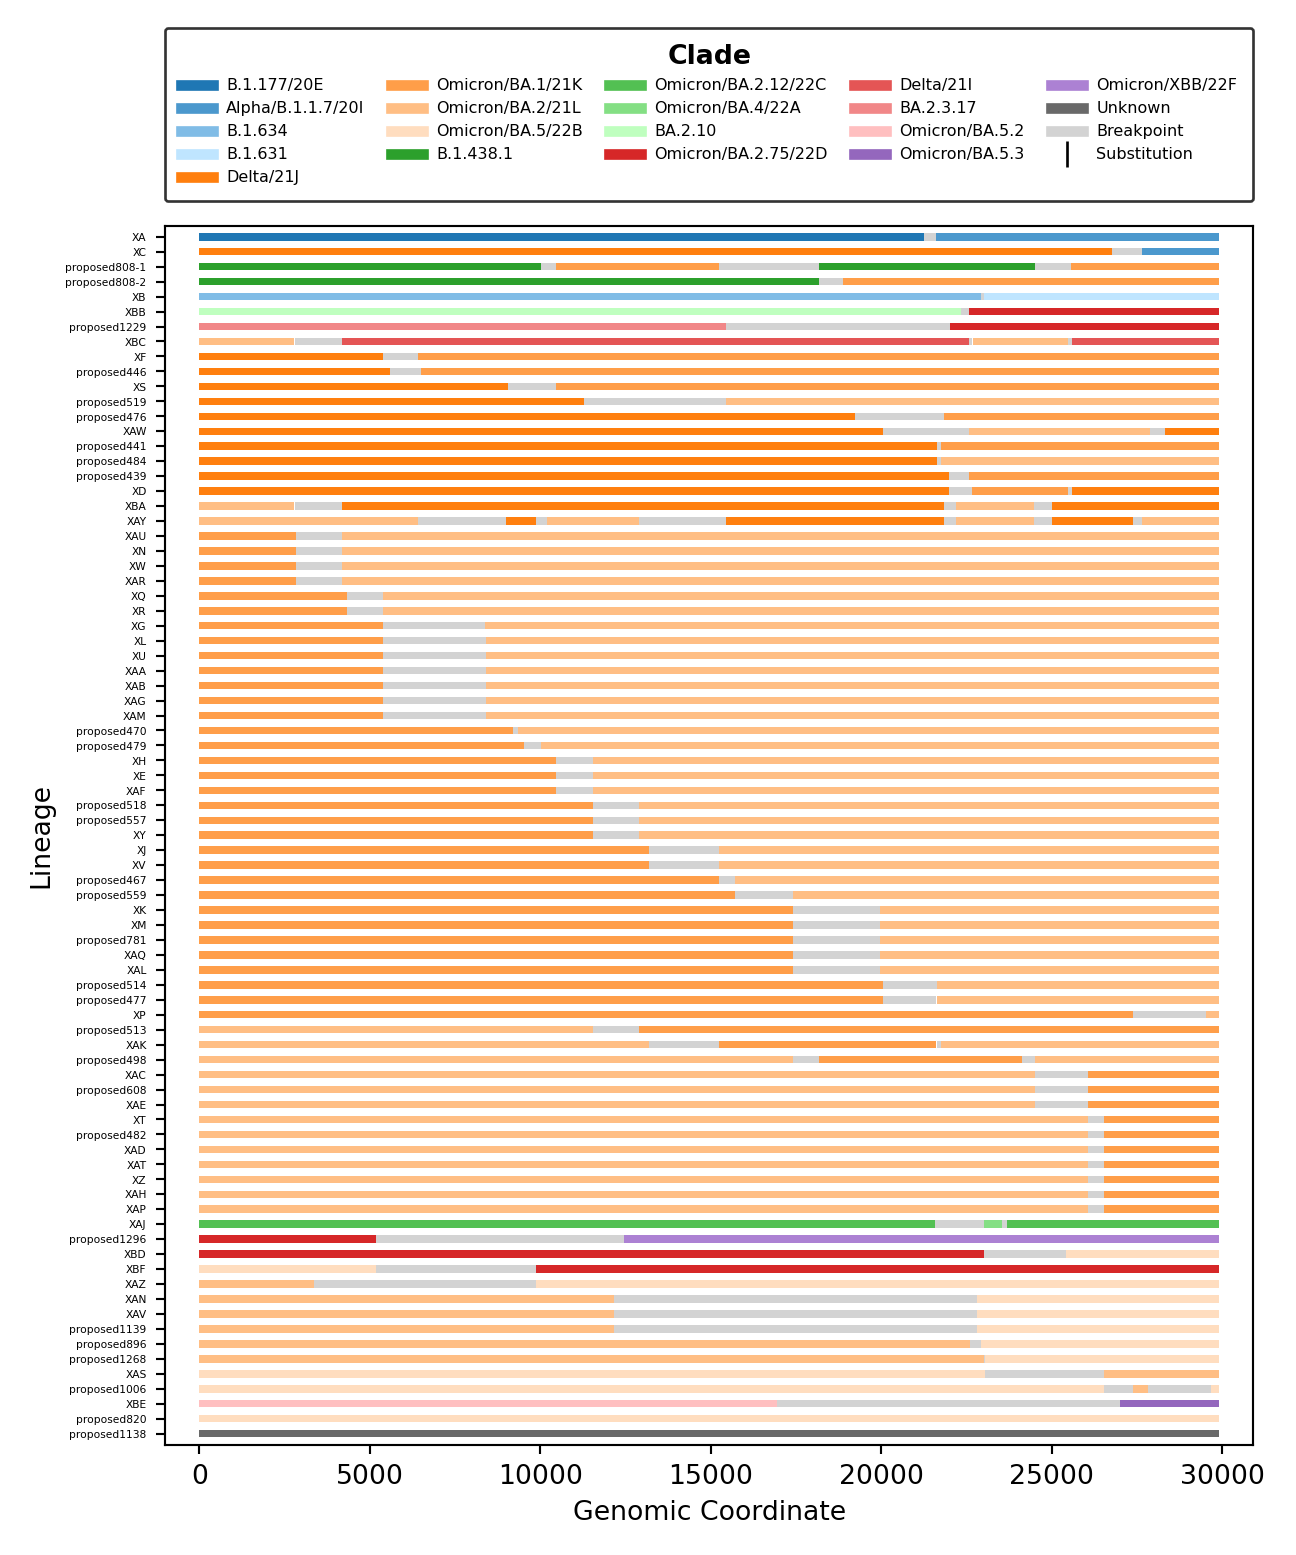 Clade
B.1.177/20E
Alpha/B.1.1.7/20I
B.1.634
B.1.631
Delta/21J
Omicron/BA.1/21K
Omicron/BA.2/21L
Omicron/BA.5/22B
B.1.438.1
Omicron/BA.2.12/22C
Omicron/BA.4/22A
BA.2.10
Omicron/BA.2.75/22D
Delta/21I
BA.2.3.17
Omicron/BA.5.2
Omicron/BA.5.3
Omicron/XBB/22F
Unknown
Breakpoint
Substitution
Lineage
XA
XC
proposed808-1
proposed808-2
XB
XBB
proposed1229
XBC
XF
proposed446
XS
proposed519
proposed476
XAW
proposed441
proposed484
proposed439
XD
XBA
XAY
XAU
XN
XW
XAR
XQ
XR
XG
XL
XU
XAA
XAB
XAG
XAM
proposed470
proposed479
XH
XE
XAF
proposed518
proposed557
XY
XJ
XV
proposed467
proposed559
XK
XM
proposed781
XAQ
XAL
proposed514
proposed477
XP
proposed513
XAK
proposed498
XAC
proposed608
XAE
XT
proposed482
XAD
XAT
XZ
XAH
XAP
XAJ
proposed1296
XBD
XBF
XAZ
XAN
XAV
proposed1139
proposed896
proposed1268
XAS
proposed1006
XBE
proposed820
proposed1138
0 5000 10000 15000 20000 25000 30000
Genomic Coordinate